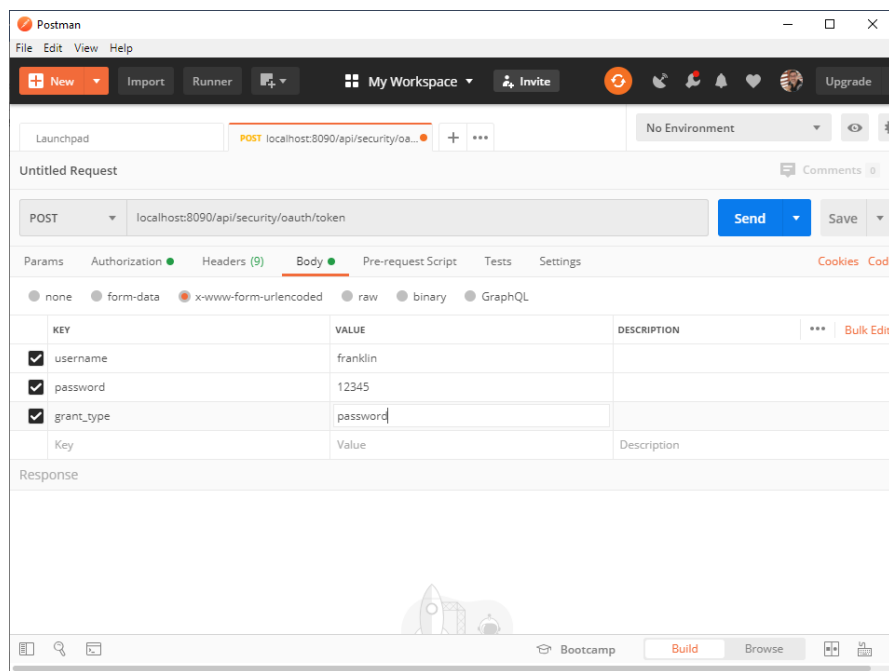 Postman
File Edit View Help
New Import Runner My Workspace Invite Upgrade
Launchpad POST localhost:8090/api/security/oa... No Environment
Untitled Request Comments 0
POST localhost:8090/api/security/oauth/token Send Save
Params Authorization Headers (9) Body Pre-request Script Tests Settings Cookies Cod
none form-data x-www-form-urlencoded raw binary GraphQL
KEY VALUE DESCRIPTION ••• Bulk Edit
username franklin
password 12345
grant_type password
Key Value Description
Response
Bootcamp Build Browse